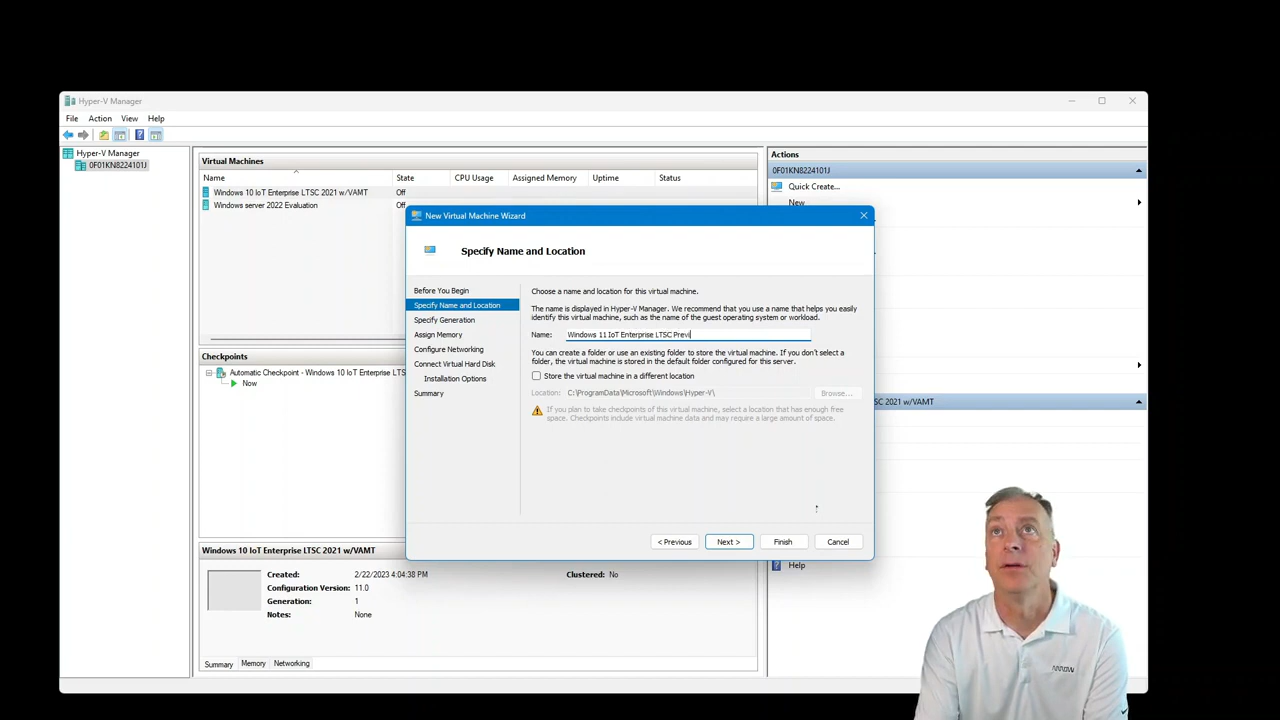 Hyper-V Manager
File Action View Help
Hyper-V Manager
0F01KN8224101J
Virtual Machines
Name State CPU Usage Assigned Memory Uptime Status
Windows 10 IoT Enterprise LTSC 2021 w/VAMT Off
Windows server 2022 Evaluation Off
Checkpoints
Automatic Checkpoint - Windows 10 IoT Enterprise LTS
Now
Windows 10 IoT Enterprise LTSC 2021 w/VAMT
Created: 2/22/2023 4:04:38 PM Clustered: No
Configuration Version: 11.0
Generation: 1
Notes: None
Summary Memory Networking
New Virtual Machine Wizard
Specify Name and Location
Before You Begin
Specify Name and Location
Specify Generation
Assign Memory
Configure Networking
Connect Virtual Hard Disk
Installation Options
Summary
Choose a name and location for this virtual machine.
The name is displayed in Hyper-V Manager. We recommend that you use a name that helps you easily
identify this virtual machine, such as the name of the guest operating system or workload.
Name: Windows 11 IoT Enterprise LTSC Previ
You can create a folder or use an existing folder to store the virtual machine. If you don't select a
folder, the virtual machine is stored in the default folder configured for this server.
Store the virtual machine in a different location
Location: C:\ProgramData\Microsoft\Windows\Hyper-V\ Browse...
If you plan to take checkpoints of this virtual machine, select a location that has enough free
space. Checkpoints include virtual machine data and may require a large amount of space.
< Previous Next > Finish Cancel
Actions
0F01KN8224101J
Quick Create...
New
SC 2021 w/VAMT
Help
ARROW